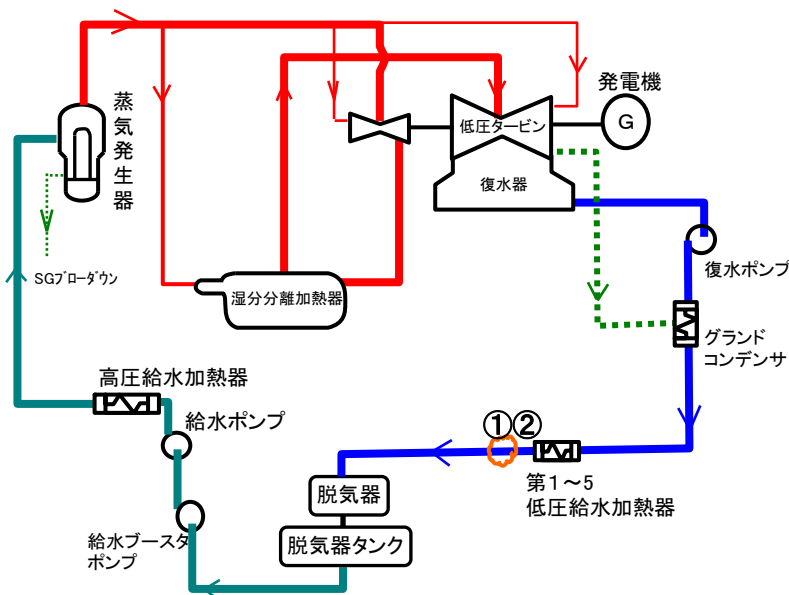 蒸気発生器
発電機
G
低圧タービン
復水器
SGブローダウン
湿分分離加熱器
復水ポンプ
グランド
コンデンサ
高圧給水加熱器
給水ポンプ
①②
第1～5
低圧給水加熱器
脱気器
脱気器タンク
給水ブースタ
ポンプ